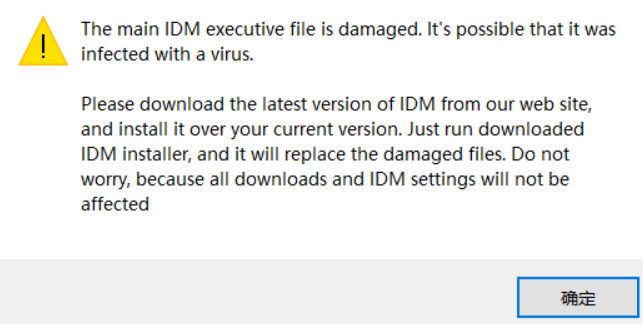 The main IDM executive file is damaged. It's possible that it was
infected with a virus.
Please download the latest version of IDM from our web site,
and install it over your current version. Just run downloaded
IDM installer, and it will replace the damaged files. Do not
worry, because all downloads and IDM settings will not be
affected
确定